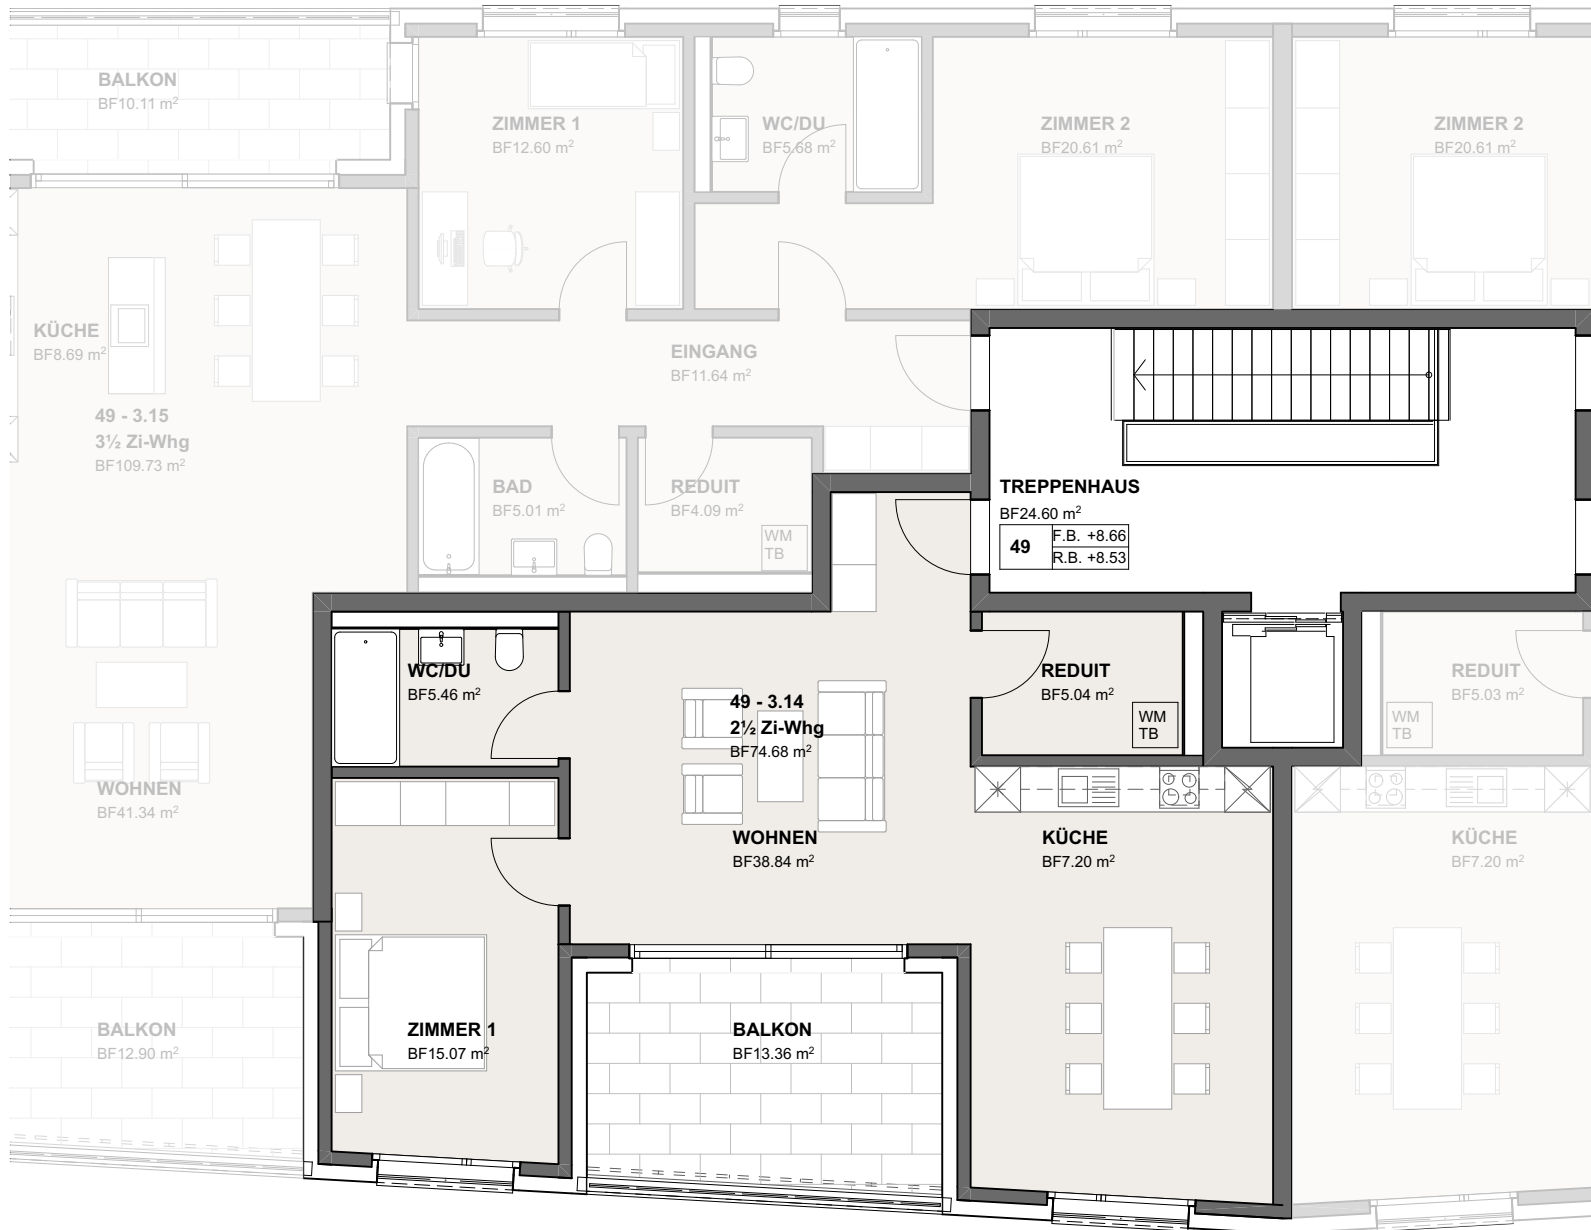 BALKON
BF10.11 m²
ZIMMER 1
BF12.60 m²
WC/DU
BF5.68 m²
ZIMMER 2
BF20.61 m²
ZIMMER 2
BF20.61 m²
KÜCHE
BF8.69 m²
EINGANG
BF11.64 m²
49 - 3.15
3½ Zi-Whg
BF109.73 m²
BAD
BF5.01 m²
REDUIT
BF4.09 m²
WM
TB
TREPPENHAUS
BF24.60 m²
49
F.B. +8.66
R.B. +8.53
WC/DU
BF5.46 m²
49 - 3.14
2½ Zi-Whg
BF74.68 m²
REDUIT
BF5.04 m²
WM
TB
REDUIT
BF5.03 m²
WM
TB
WOHNEN
BF41.34 m²
WOHNEN
BF38.84 m²
KÜCHE
BF7.20 m²
KÜCHE
BF7.20 m²
BALKON
BF12.90 m²
ZIMMER 1
BF15.07 m²
BALKON
BF13.36 m²